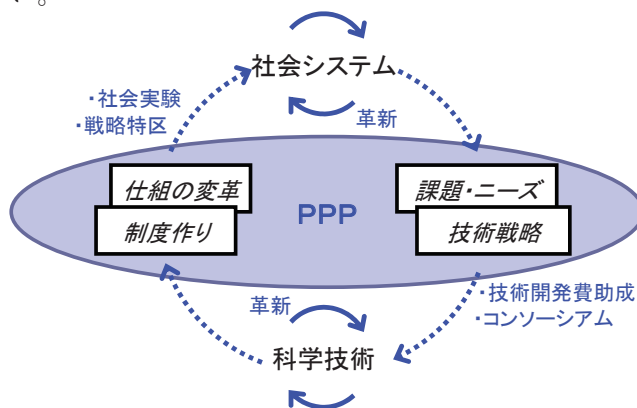 く。
社会システム
・社会実験
・戦略特区
革新
仕組の変革
制度作り
PPP
課題・ニーズ
技術戦略
・技術開発費助成
・コンソーシアム
革新
科学技術